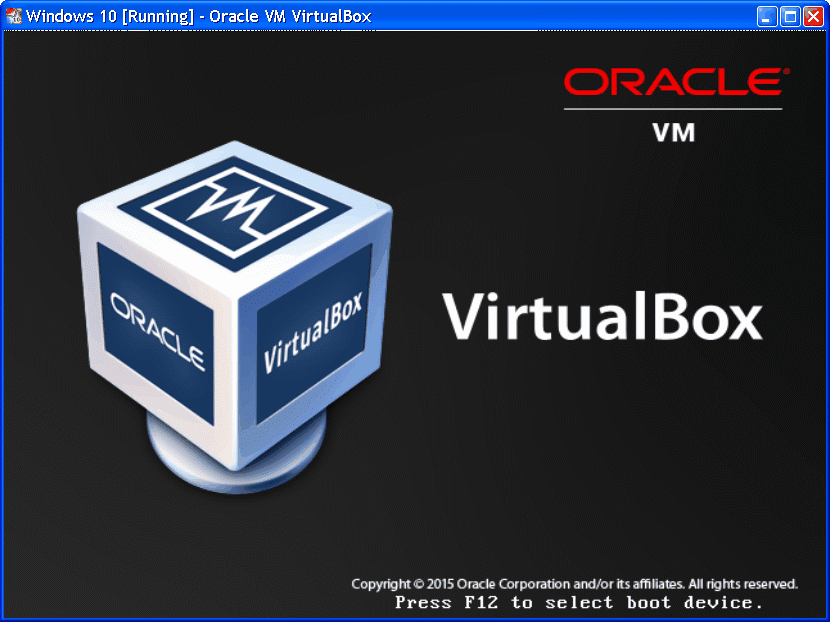 Windows 10 [Running] - Oracle VM VirtualBox
ORACLE®
VM
ORACLE
VirtualBox
VirtualBox
Copyright © 2015 Oracle Corporation and/or its affiliates. All rights reserved.
Press F12 to select boot device.